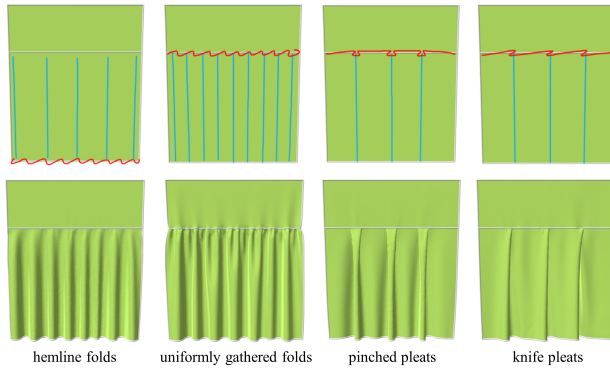 hemline folds
uniformly gathered folds
pinched pleats
knife pleats